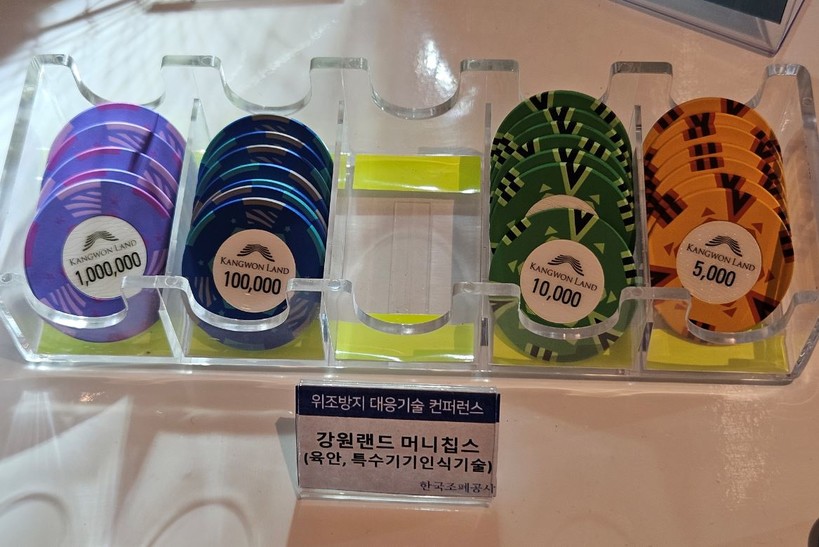 KANGWON LAND
1,000,000
KANGWON LAND
100,000
KANGWON LAND
10,000
KANGWON LAND
5,000
위조방지 대응기술 컨퍼런스
강원랜드 머니칩스
(육안, 특수기기인식기술)
한국조폐공사